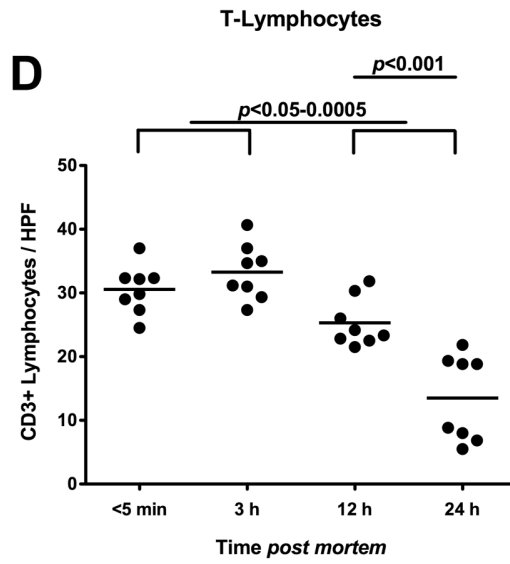 T-Lymphocytes
D
p<0.001
p<0.05-0.0005
50
40
30
20
10
0
CD3+ Lymphocytes / HPF
<5 min 3 h 12 h 24 h
Time post mortem